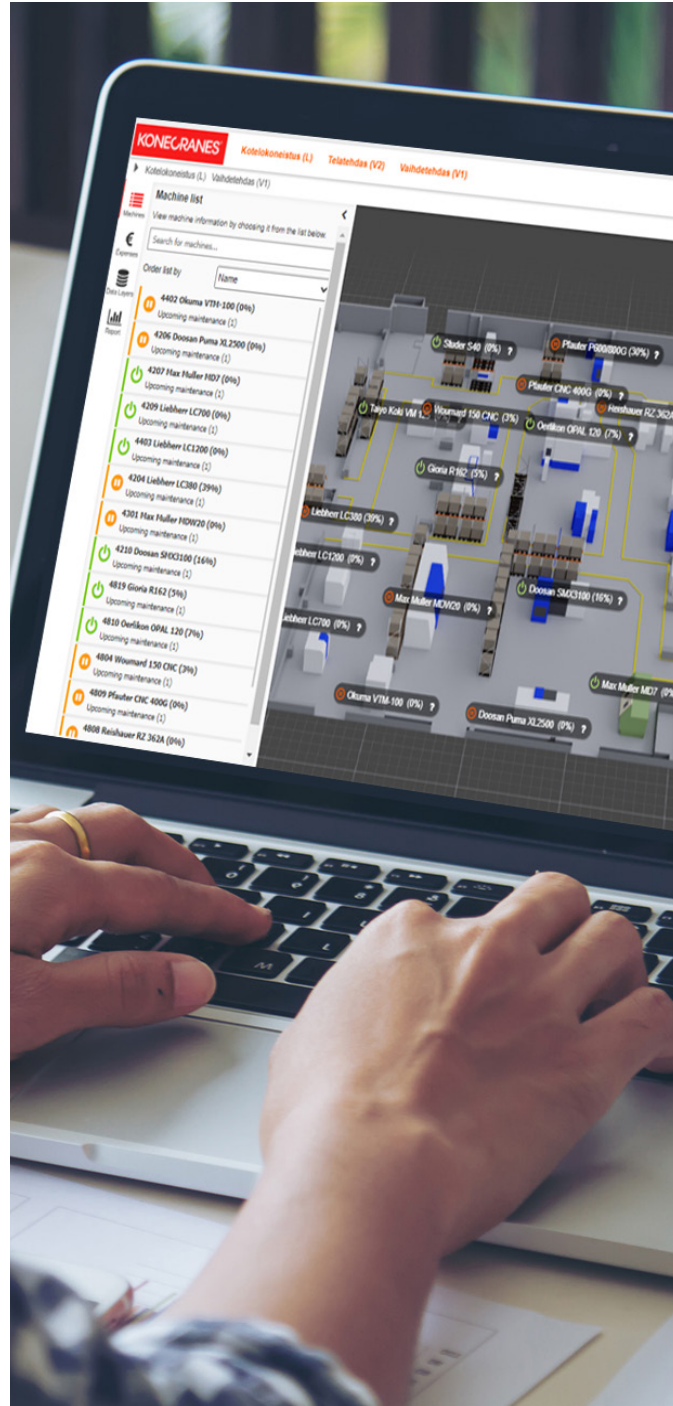 KONECRANES
Kotelokoneistus (L) Telatehdas (V2) Vaihdetehdas (V1)
Kotelokoneistus (L) Vaihdetehdas (V1)
Machines
Expenses
Data Layers
Report
Machine list
View machine information by choosing it from the list below.
Search for machines...
Order list by Name
4402 Okuma VTM-100 (0%)
Upcoming maintenance (1)
4206 Doosan Puma XL2500 (0%)
Upcoming maintenance (1)
4207 Max Muller MD7 (0%)
Upcoming maintenance (1)
4209 Liebherr LC700 (0%)
Upcoming maintenance (1)
4403 Liebherr LC1200 (0%)
Upcoming maintenance (1)
4204 Liebherr LC380 (39%)
Upcoming maintenance (1)
4301 Max Muller MDW20 (0%)
Upcoming maintenance (1)
4210 Doosan SMX3100 (16%)
Upcoming maintenance (1)
4819 Gioria R162 (5%)
Upcoming maintenance (1)
4810 Oerlikon OPAL 120 (7%)
Upcoming maintenance (1)
4804 Woumard 150 CNC (3%)
Upcoming maintenance (1)
4809 Pfauter CNC 400G (0%)
Upcoming maintenance (1)
4808 Reishauer RZ 362A (0%)
Studer S40 (0%) ?
Pfauter P600/800G (30%) ?
Pfauter CNC 400G (0%) ?
Reishauer RZ 362A
Taiyo Koki VM
Woumard 150 CNC (3%)
Oerlikon OPAL 120 (7%) ?
Gioria R162 (5%) ?
Liebherr LC380 (39%) ?
LC1200 (0%) ?
Doosan SMX3100 (16%) ?
Max Muller MDW20 (0%) ?
LC700 (0%) ?
Max Muller MD7
Okuma VTM-100 (0%) ?
Doosan Puma XL2500 (0%) ?